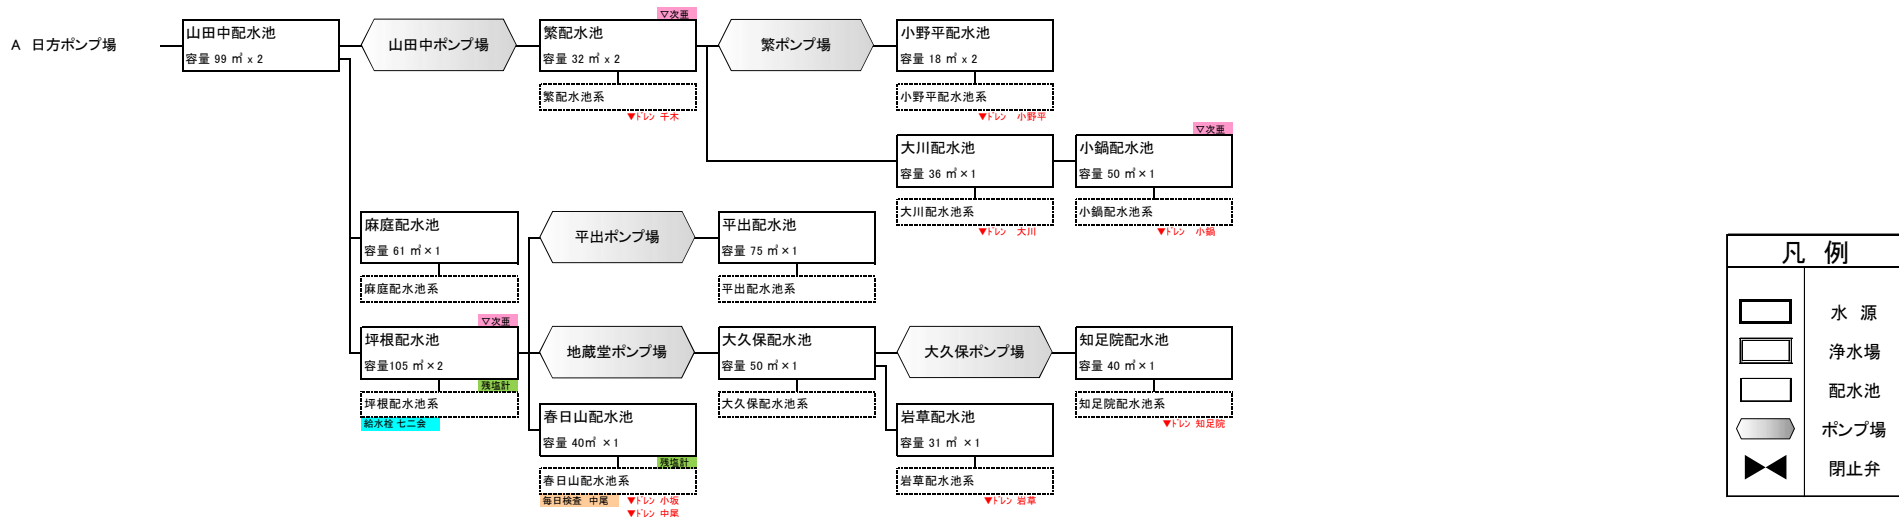 A 日方ポンプ場
山田中配水池
容量 99 ㎥ x 2
山田中ポンプ場
▽次亜
繁配水池
容量 32 ㎥ x 2
繁配水池系
▼ドレン 千木
繁ポンプ場
小野平配水池
容量 18 ㎥ x 2
小野平配水池系
▼ドレン 小野平
大川配水池
容量 36 ㎥ ×1
大川配水池系
▼ドレン 大川
▽次亜
小鍋配水池
容量 50 ㎥ ×1
小鍋配水池系
▼ドレン 小鍋
麻庭配水池
容量 61 ㎥ ×1
麻庭配水池系
平出ポンプ場
平出配水池
容量 75 ㎥ ×1
平出配水池系
▽次亜
坪根配水池
容量105 ㎥ ×2
残塩計
坪根配水池系
給水栓 七二会
地蔵堂ポンプ場
大久保配水池
容量 50 ㎥ ×1
大久保配水池系
大久保ポンプ場
知足院配水池
容量 40 ㎥ ×1
知足院配水池系
▼ドレン 知足院
春日山配水池
容量 40㎥ ×1
残塩計
春日山配水池系
毎日検査 中尾
▼ドレン 小坂
▼ドレン 中尾
岩草配水池
容量 31 ㎥ ×1
岩草配水池系
▼ドレン 岩草
凡 例
水 源
浄水場
配水池
ポンプ場
閉止弁